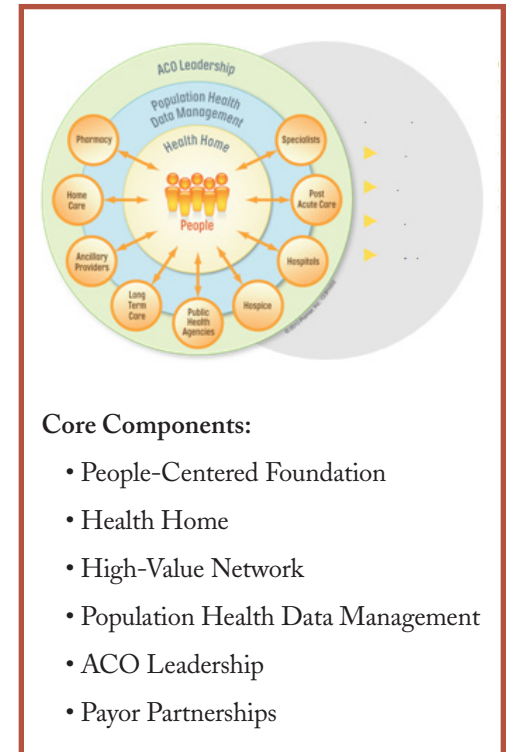 ACO Leadership
Population Health
Data Management
Health Home
Pharmacy
Specialists
Home
Care
People
Post
Acute Care
Ancillary
Providers
Hospitals
Long
Term
Care
Public
Health
Agencies
Hospice
Core Components:
• People-Centered Foundation
• Health Home
• High-Value Network
• Population Health Data Management
• ACO Leadership
• Payor Partnerships